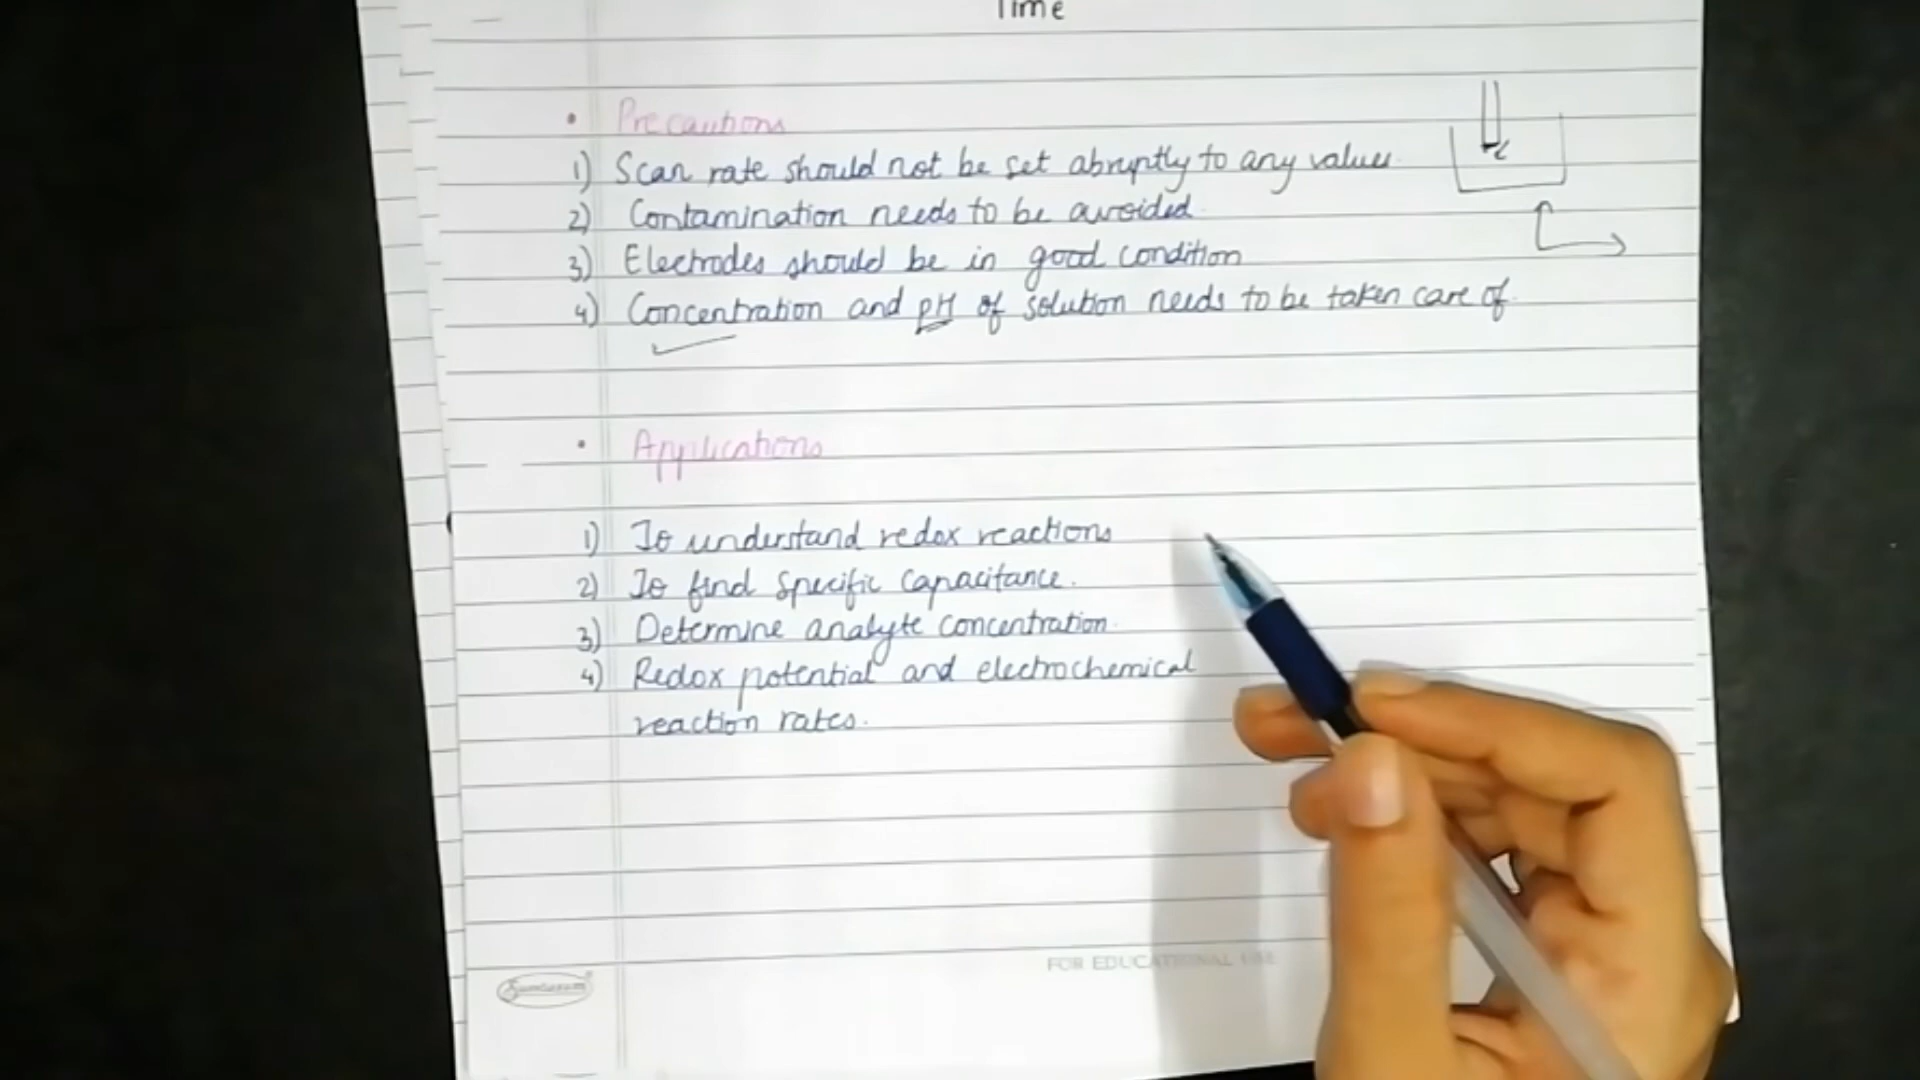 Time
• Precautions
1) Scan rate should not be set abruptly to any values.
2) Contamination needs to be avoided.
3) Electrodes should be in good condition
4) Concentration and pH of solution needs to be taken care of.
• Applications
1) To understand redox reactions
2) To find specific capacitance.
3) Determine analyte concentration.
4) Redox potential and electrochemical
reaction rates.
FOR EDUCATIONAL USE
Sundaram